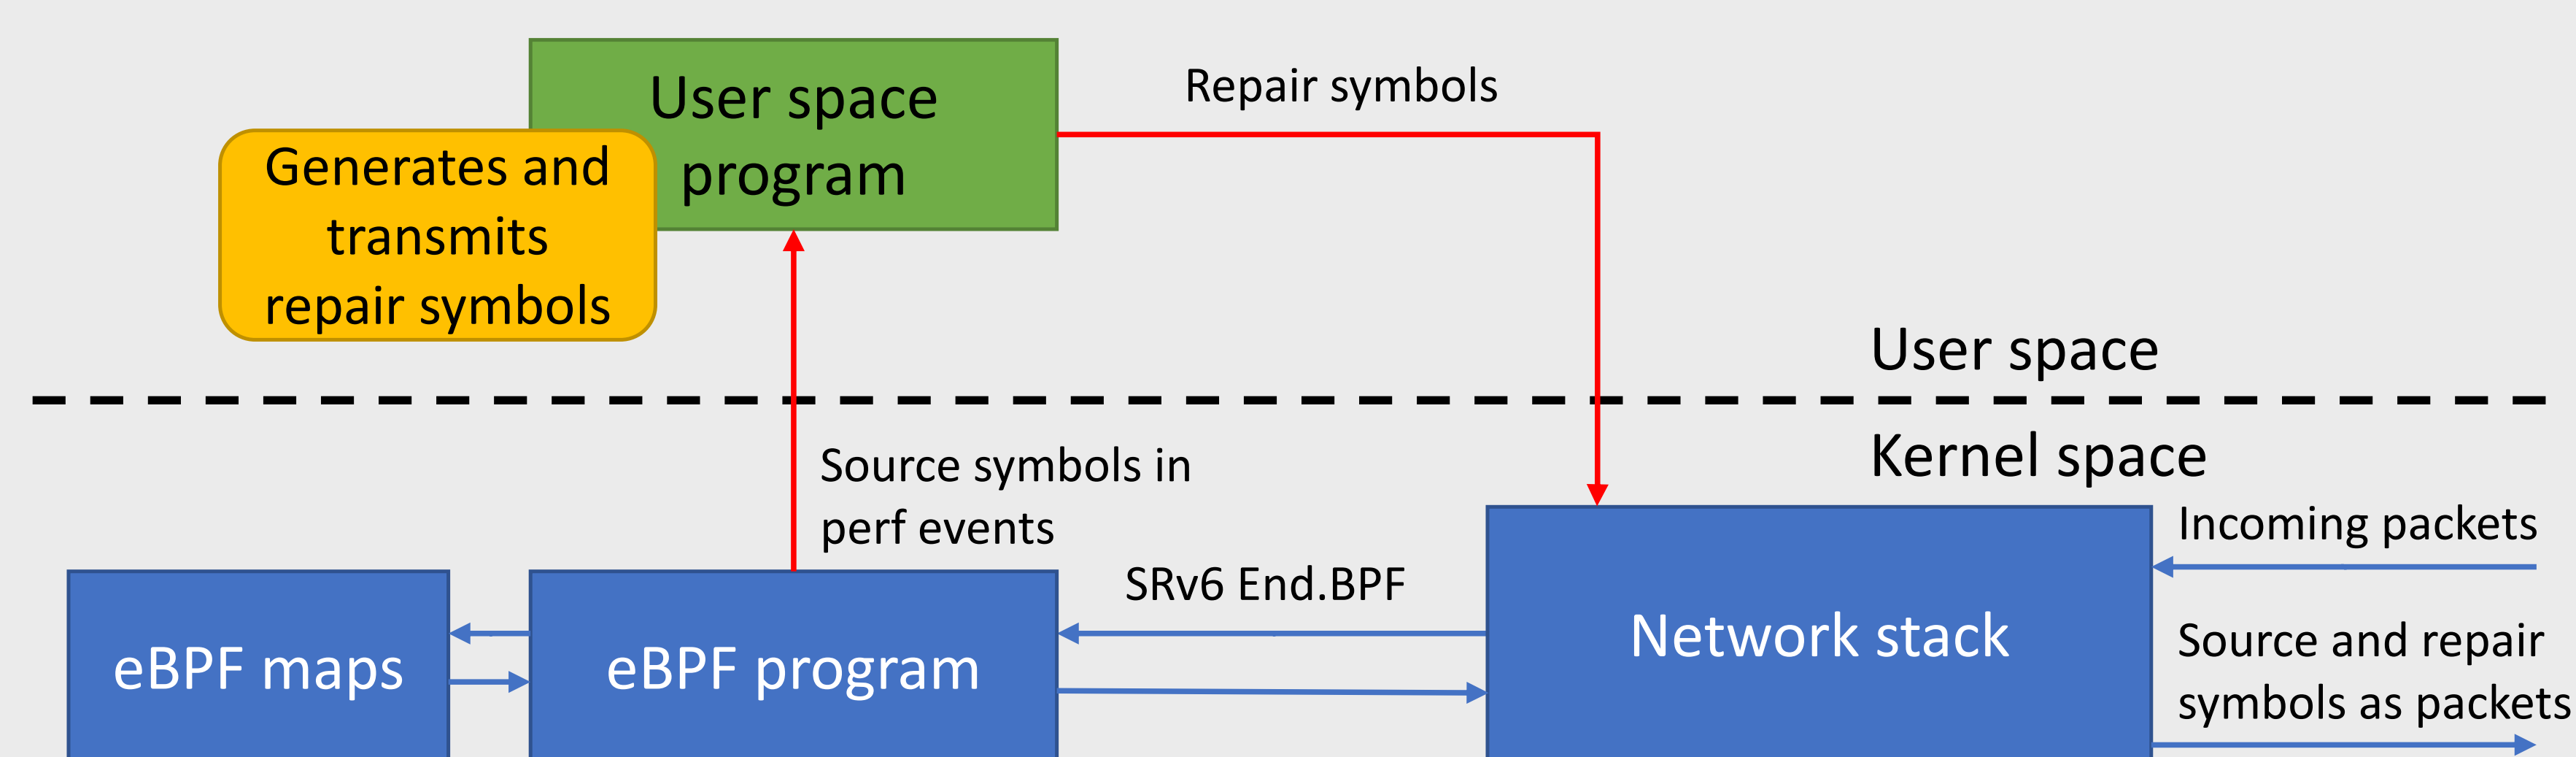 User space
program
Repair symbols
Generates and
transmits
repair symbols
User space
Kernel space
Source symbols in
perf events
Incoming packets
SRv6 End.BPF
eBPF maps
eBPF program
Network stack
Source and repair
symbols as packets